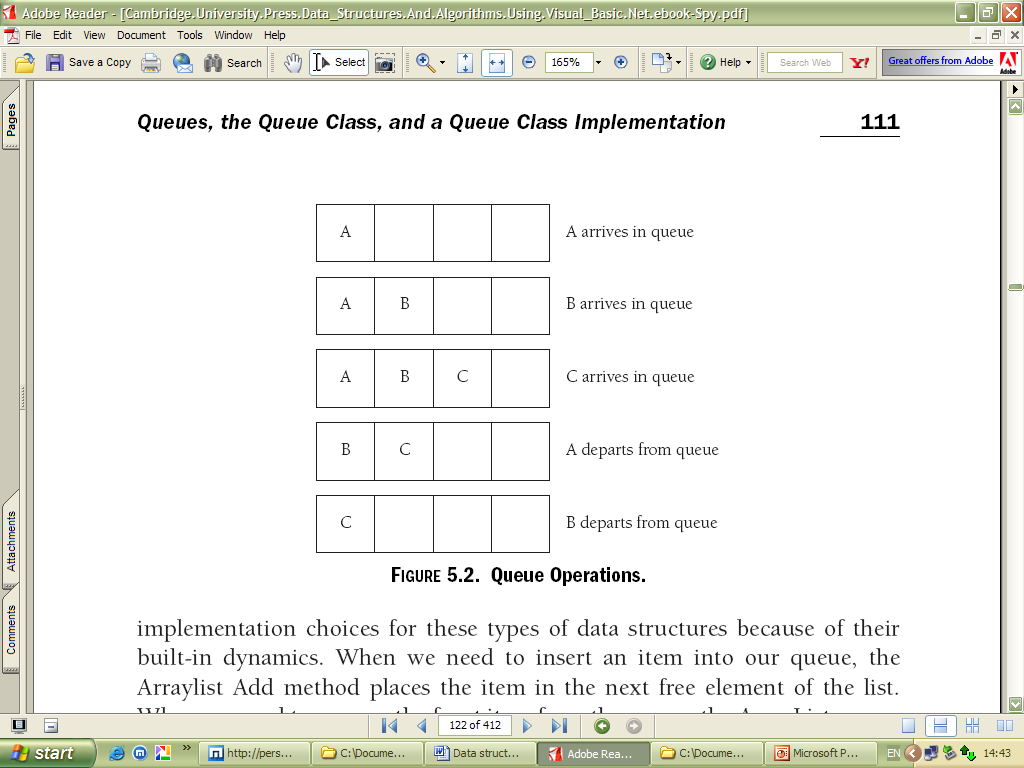 Adobe Reader - [Cambridge.University.Press.Data_Structures.And.Algorithms.Using.Visual_Basic.Net.ebook-Spy.pdf]
File Edit View Document Tools Window Help
Save a Copy Search Select 165% Help Search Web Y! Great offers from Adobe Adobe
Pages
Queues, the Queue Class, and a Queue Class Implementation 111
A A arrives in queue
A B B arrives in queue
A B C C arrives in queue
B C A departs from queue
C B departs from queue
FIGURE 5.2. Queue Operations.
implementation choices for these types of data structures because of their
built-in dynamics. When we need to insert an item into our queue, the
Arraylist Add method places the item in the next free element of the list.
Attachments
Comments
122 of 412
start » http://pers... C:\Docume... Data struct... Adobe Rea... C:\Docume... Microsoft P... EN 14:43